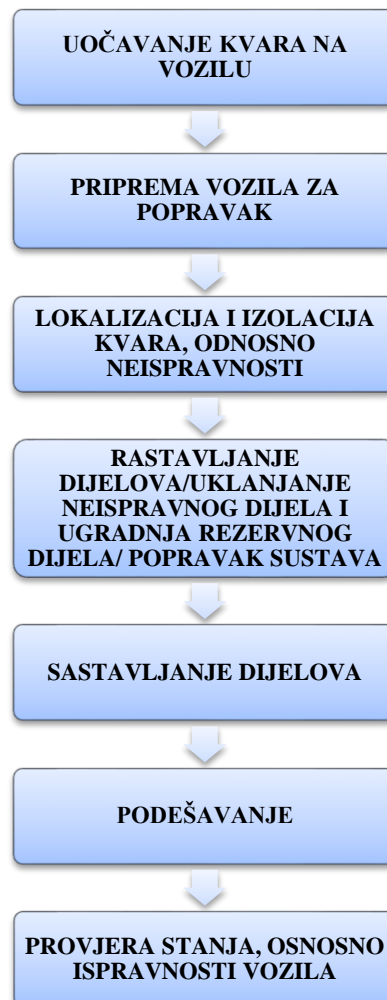 UOČAVANJE KVARA NA
VOZILU
PRIPREMA VOZILA ZA
POPRAVAK
LOKALIZACIJA I IZOLACIJA
KVARA, ODNOSNO
NEISPRAVNOSTI
RASTAVLJANJE
DIJELOVA/UKLANJANJE
NEISPRAVNOG DIJELA I
UGRADNJA REZERVNOG
DIJELA/ POPRAVAK SUSTAVA
SASTAVLJANJE DIJELOVA
PODEŠAVANJE
PROVJERA STANJA, OSNOSNO
ISPRAVNOSTI VOZILA